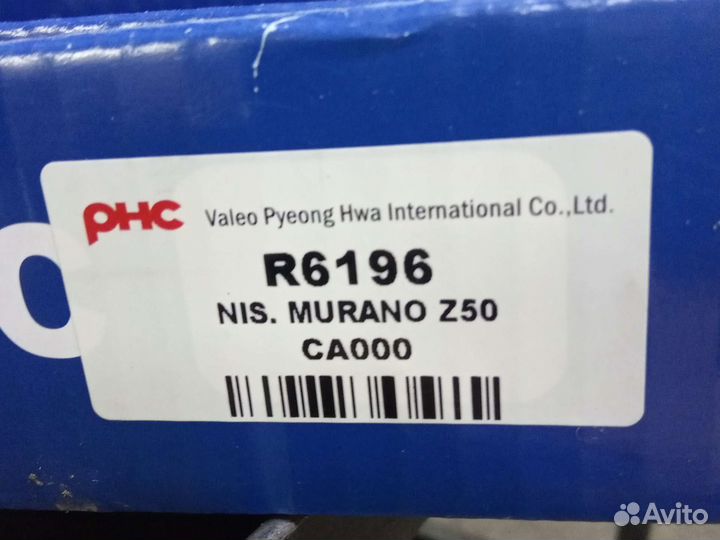 PHC Valeo Pyeong Hwa International Co.,Ltd.
R6196
NIS. MURANO Z50
CA000
C
Avito